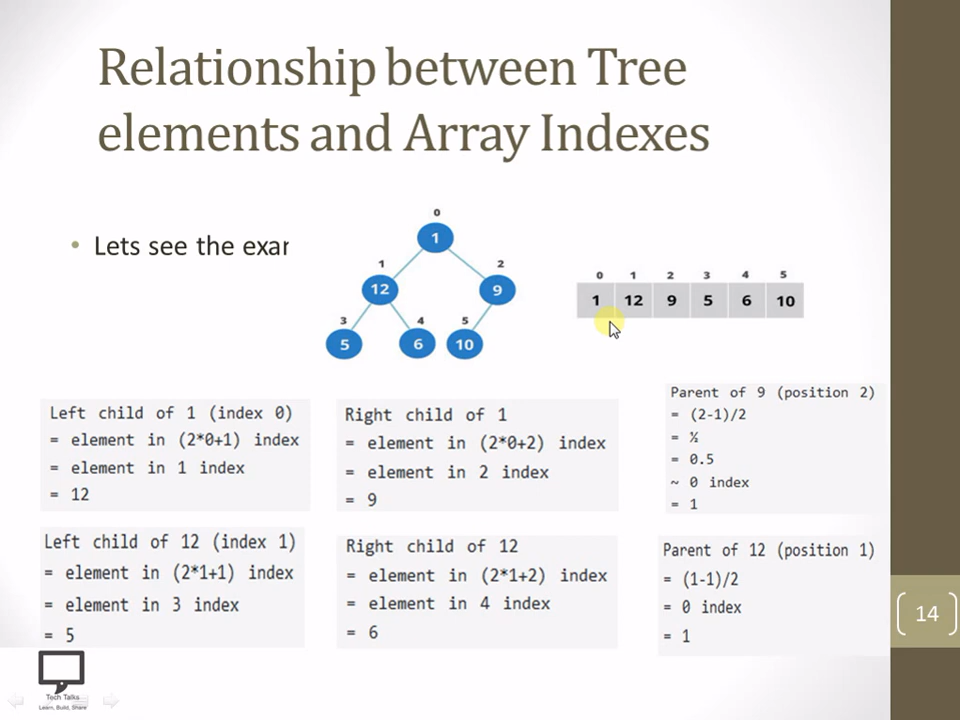 Relationship between Tree
elements and Array Indexes
• Lets see the exar
0
1
1
2
12
9
3
4
5
5
6
10
0 1 2 3 4 5
1 12 9 5 6 10
Left child of 1 (index 0)
= element in (2*0+1) index
= element in 1 index
= 12
Right child of 1
= element in (2*0+2) index
= element in 2 index
= 9
Parent of 9 (position 2)
= (2-1)/2
= ½
= 0.5
~ 0 index
= 1
Left child of 12 (index 1)
= element in (2*1+1) index
= element in 3 index
= 5
Right child of 12
= element in (2*1+2) index
= element in 4 index
= 6
Parent of 12 (position 1)
= (1-1)/2
= 0 index
= 1
14
Tech Talks
Learn, Build, Share